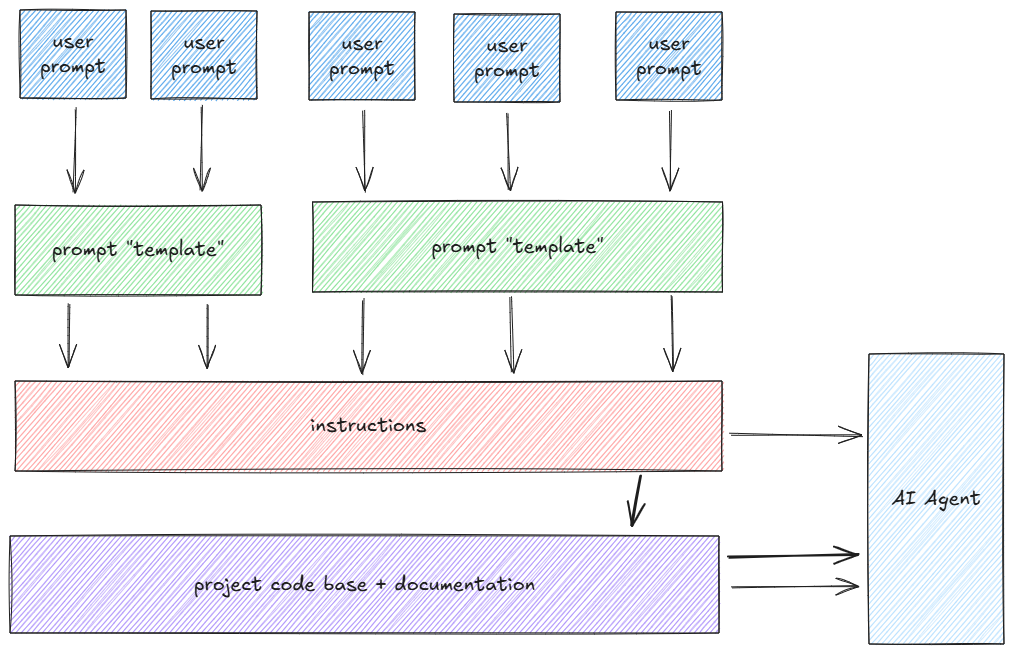 user
prompt
user
prompt
user
prompt
user
prompt
user
prompt
prompt "template"
prompt "template"
instructions
AI Agent
project code base + documentation